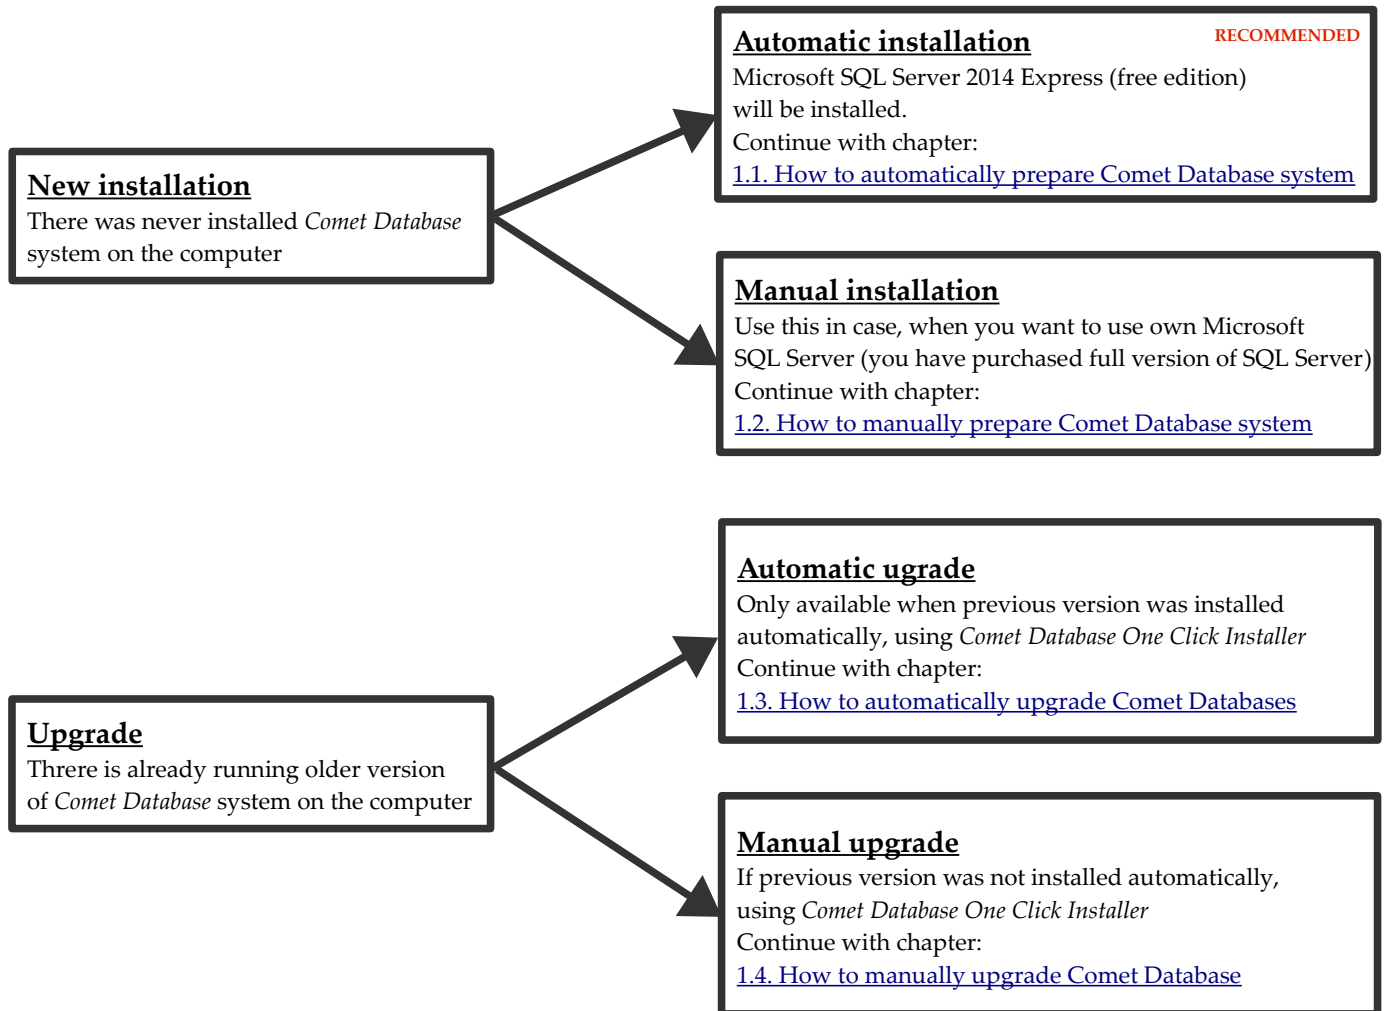 New installation
There was never installed Comet Database
system on the computer
Automatic installation
RECOMMENDED
Microsoft SQL Server 2014 Express (free edition)
will be installed.
Continue with chapter:
1.1. How to automatically prepare Comet Database system
Manual installation
Use this in case, when you want to use own Microsoft
SQL Server (you have purchased full version of SQL Server)
Continue with chapter:
1.2. How to manually prepare Comet Database system
Upgrade
Threre is already running older version
of Comet Database system on the computer
Automatic ugrade
Only available when previous version was installed
automatically, using Comet Database One Click Installer
Continue with chapter:
1.3. How to automatically upgrade Comet Databases
Manual upgrade
If previous version was not installed automatically,
using Comet Database One Click Installer
Continue with chapter:
1.4. How to manually upgrade Comet Database